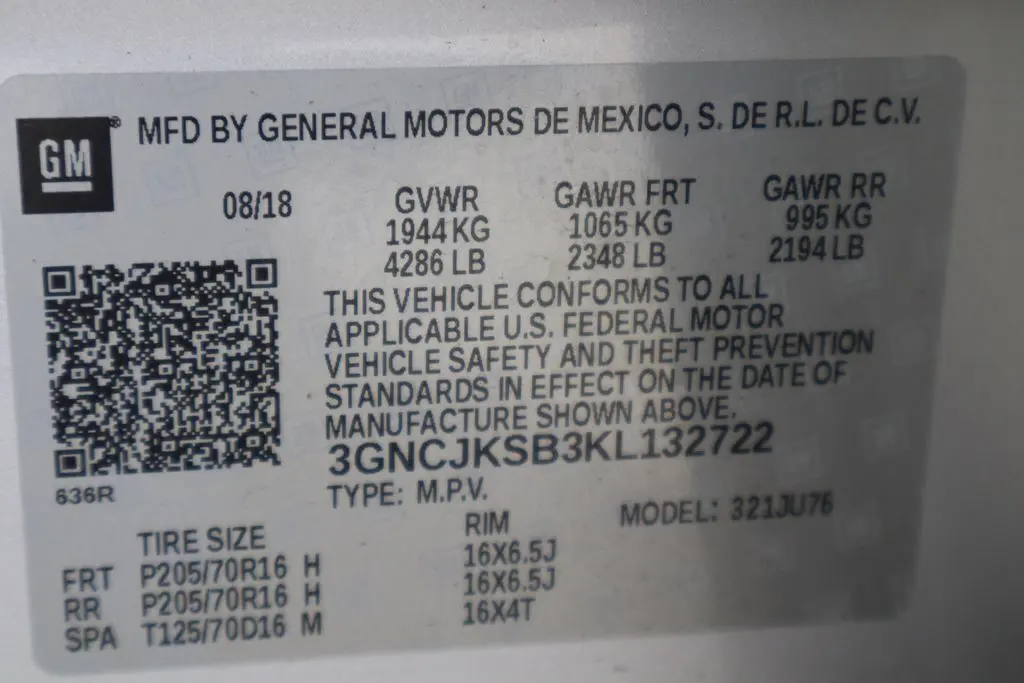 GM® MFD BY GENERAL MOTORS DE MEXICO, S. DE R.L. DE C.V.
08/18 GVWR GAWR FRT GAWR RR
1944 KG 1065 KG 995 KG
4286 LB 2348 LB 2194 LB
THIS VEHICLE CONFORMS TO ALL
APPLICABLE U.S. FEDERAL MOTOR
VEHICLE SAFETY AND THEFT PREVENTION
STANDARDS IN EFFECT ON THE DATE OF
MANUFACTURE SHOWN ABOVE.
3GNCJKSB3KL132722
636R
TYPE: M.P.V. MODEL: 321JU76
TIRE SIZE RIM
FRT P205/70R16 H 16X6.5J
RR P205/70R16 H 16X6.5J
SPA T125/70D16 M 16X4T